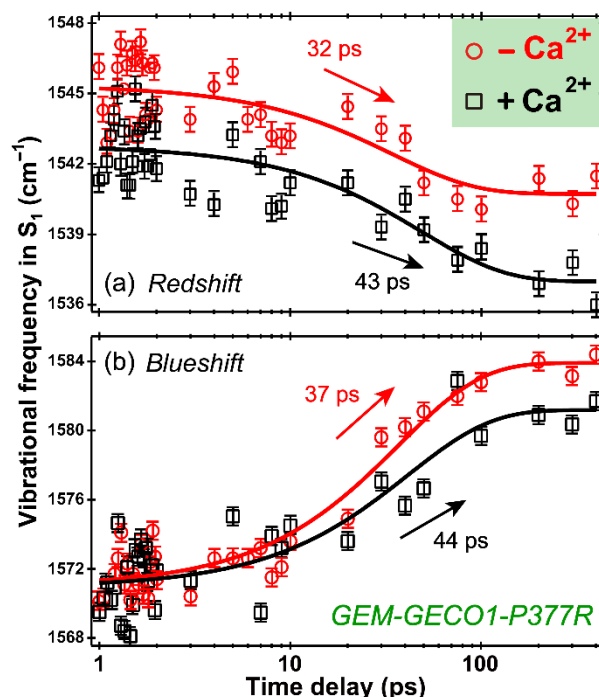 1548
1545
1542
1539
1536
32 ps
− Ca²⁺
+ Ca²⁺
43 ps
(a) Redshift
Vibrational frequency in S₁ (cm⁻¹)
1584
1580
1576
1572
1568
(b) Blueshift
37 ps
44 ps
GEM-GECO1-P377R
1
10
100
Time delay (ps)